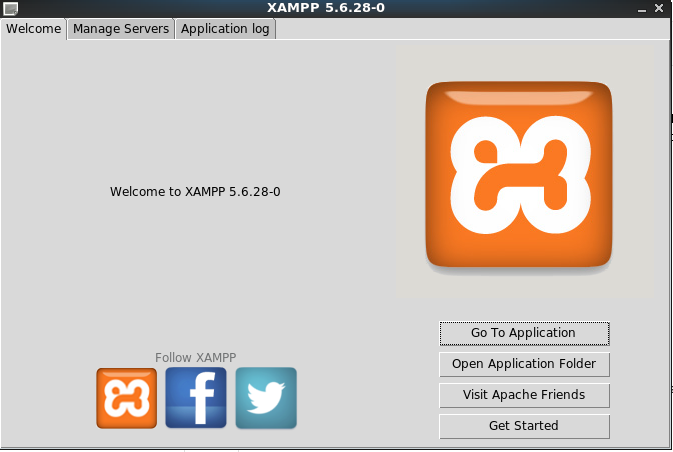 XAMPP 5.6.28-0
Welcome
Manage Servers
Application log
Welcome to XAMPP 5.6.28-0
Follow XAMPP
Go To Application
Open Application Folder
Visit Apache Friends
Get Started